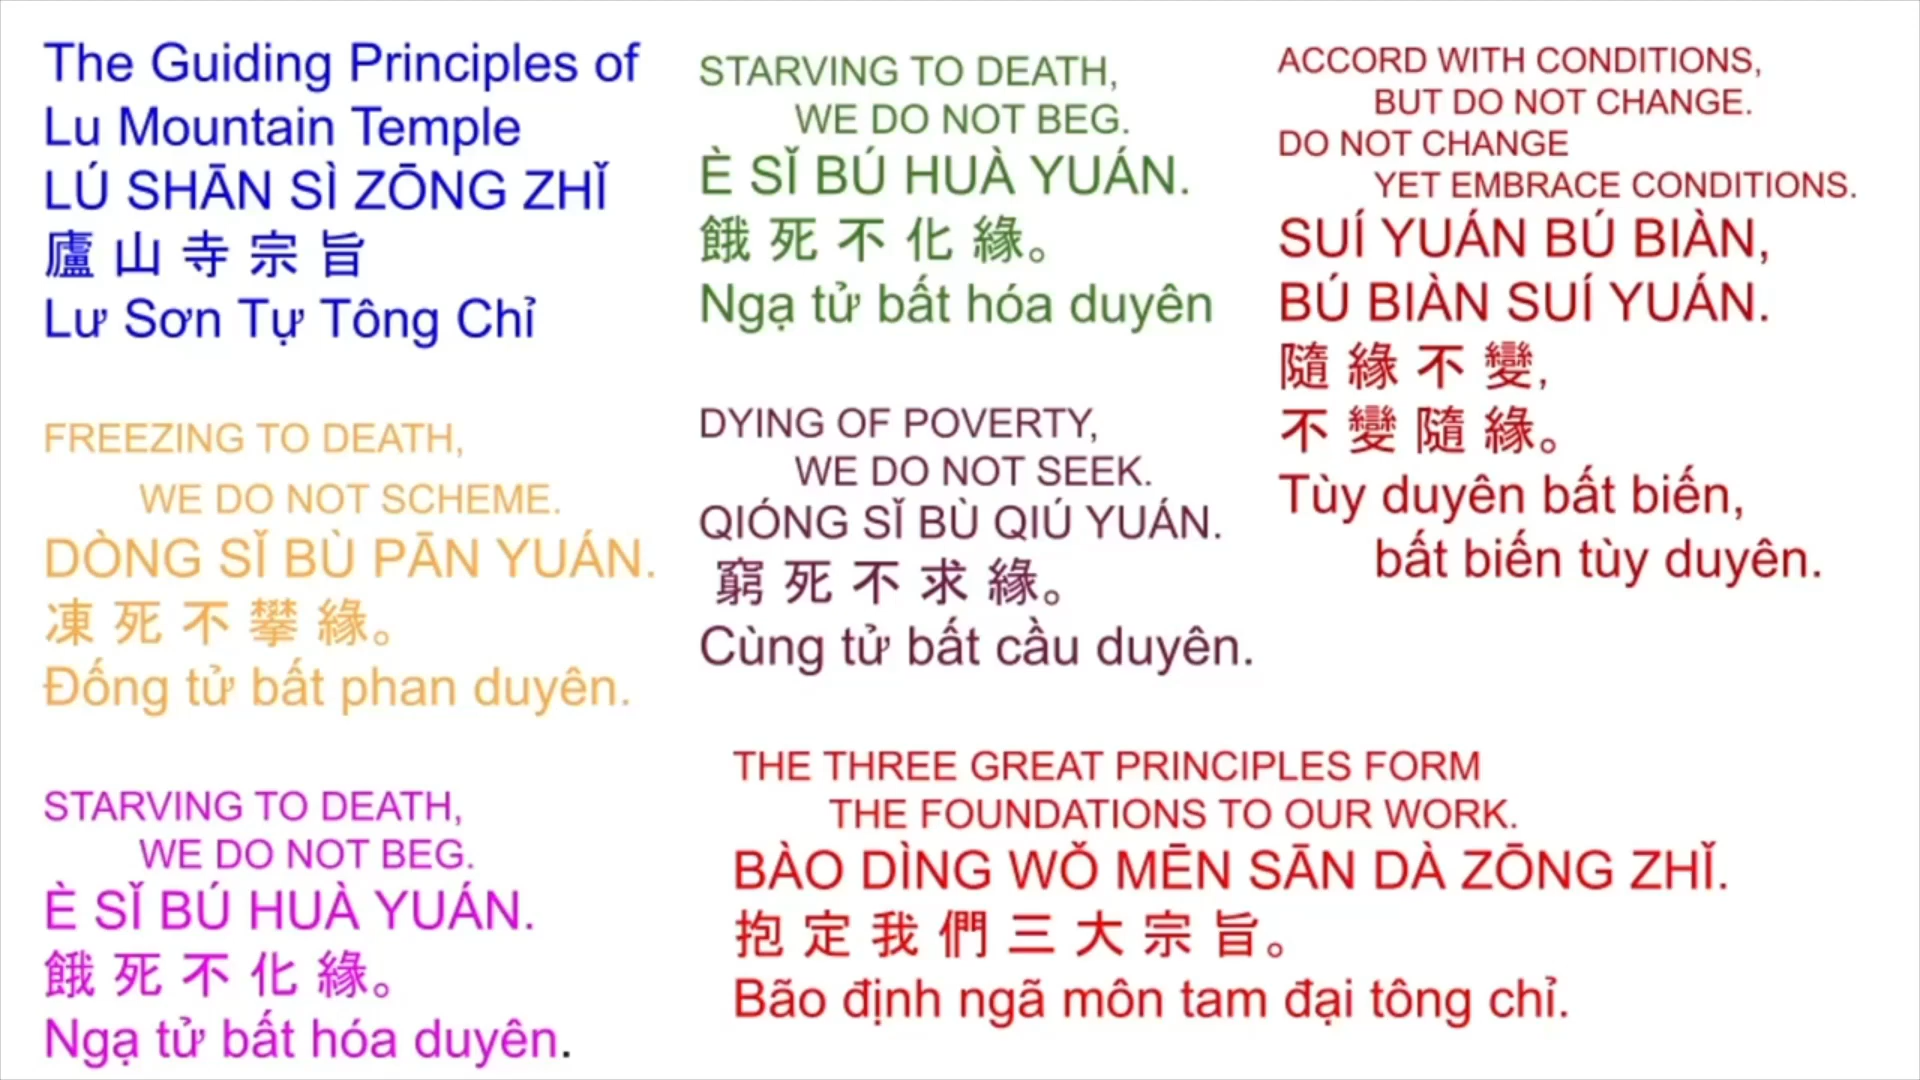 The Guiding Principles of
Lu Mountain Temple
LÚ SHĀN SÌ ZŌNG ZHǏ
廬 山 寺 宗 旨
Lư Sơn Tự Tông Chỉ
FREEZING TO DEATH,
WE DO NOT SCHEME.
DÒNG SǏ BÙ PĀN YUÁN.
凍 死 不 攀 緣。
Đống tử bất phan duyên.
STARVING TO DEATH,
WE DO NOT BEG.
È SǏ BÚ HUÀ YUÁN.
餓 死 不 化 緣。
Ngạ tử bất hóa duyên.
STARVING TO DEATH,
WE DO NOT BEG.
È SǏ BÚ HUÀ YUÁN.
餓 死 不 化 緣。
Ngạ tử bất hóa duyên
DYING OF POVERTY,
WE DO NOT SEEK.
QIÓNG SǏ BÙ QIÚ YUÁN.
窮 死 不 求 緣。
Cùng tử bất cầu duyên.
ACCORD WITH CONDITIONS,
BUT DO NOT CHANGE.
DO NOT CHANGE
YET EMBRACE CONDITIONS.
SUÍ YUÁN BÚ BIÀN,
BÚ BIÀN SUÍ YUÁN.
隨 緣 不 變,
不 變 隨 緣。
Tùy duyên bất biến,
bất biến tùy duyên.
THE THREE GREAT PRINCIPLES FORM
THE FOUNDATIONS TO OUR WORK.
BÀO DÌNG WǑ MĒN SĀN DÀ ZŌNG ZHǏ.
抱 定 我 們 三 大 宗 旨。
Bão định ngã môn tam đại tông chỉ.